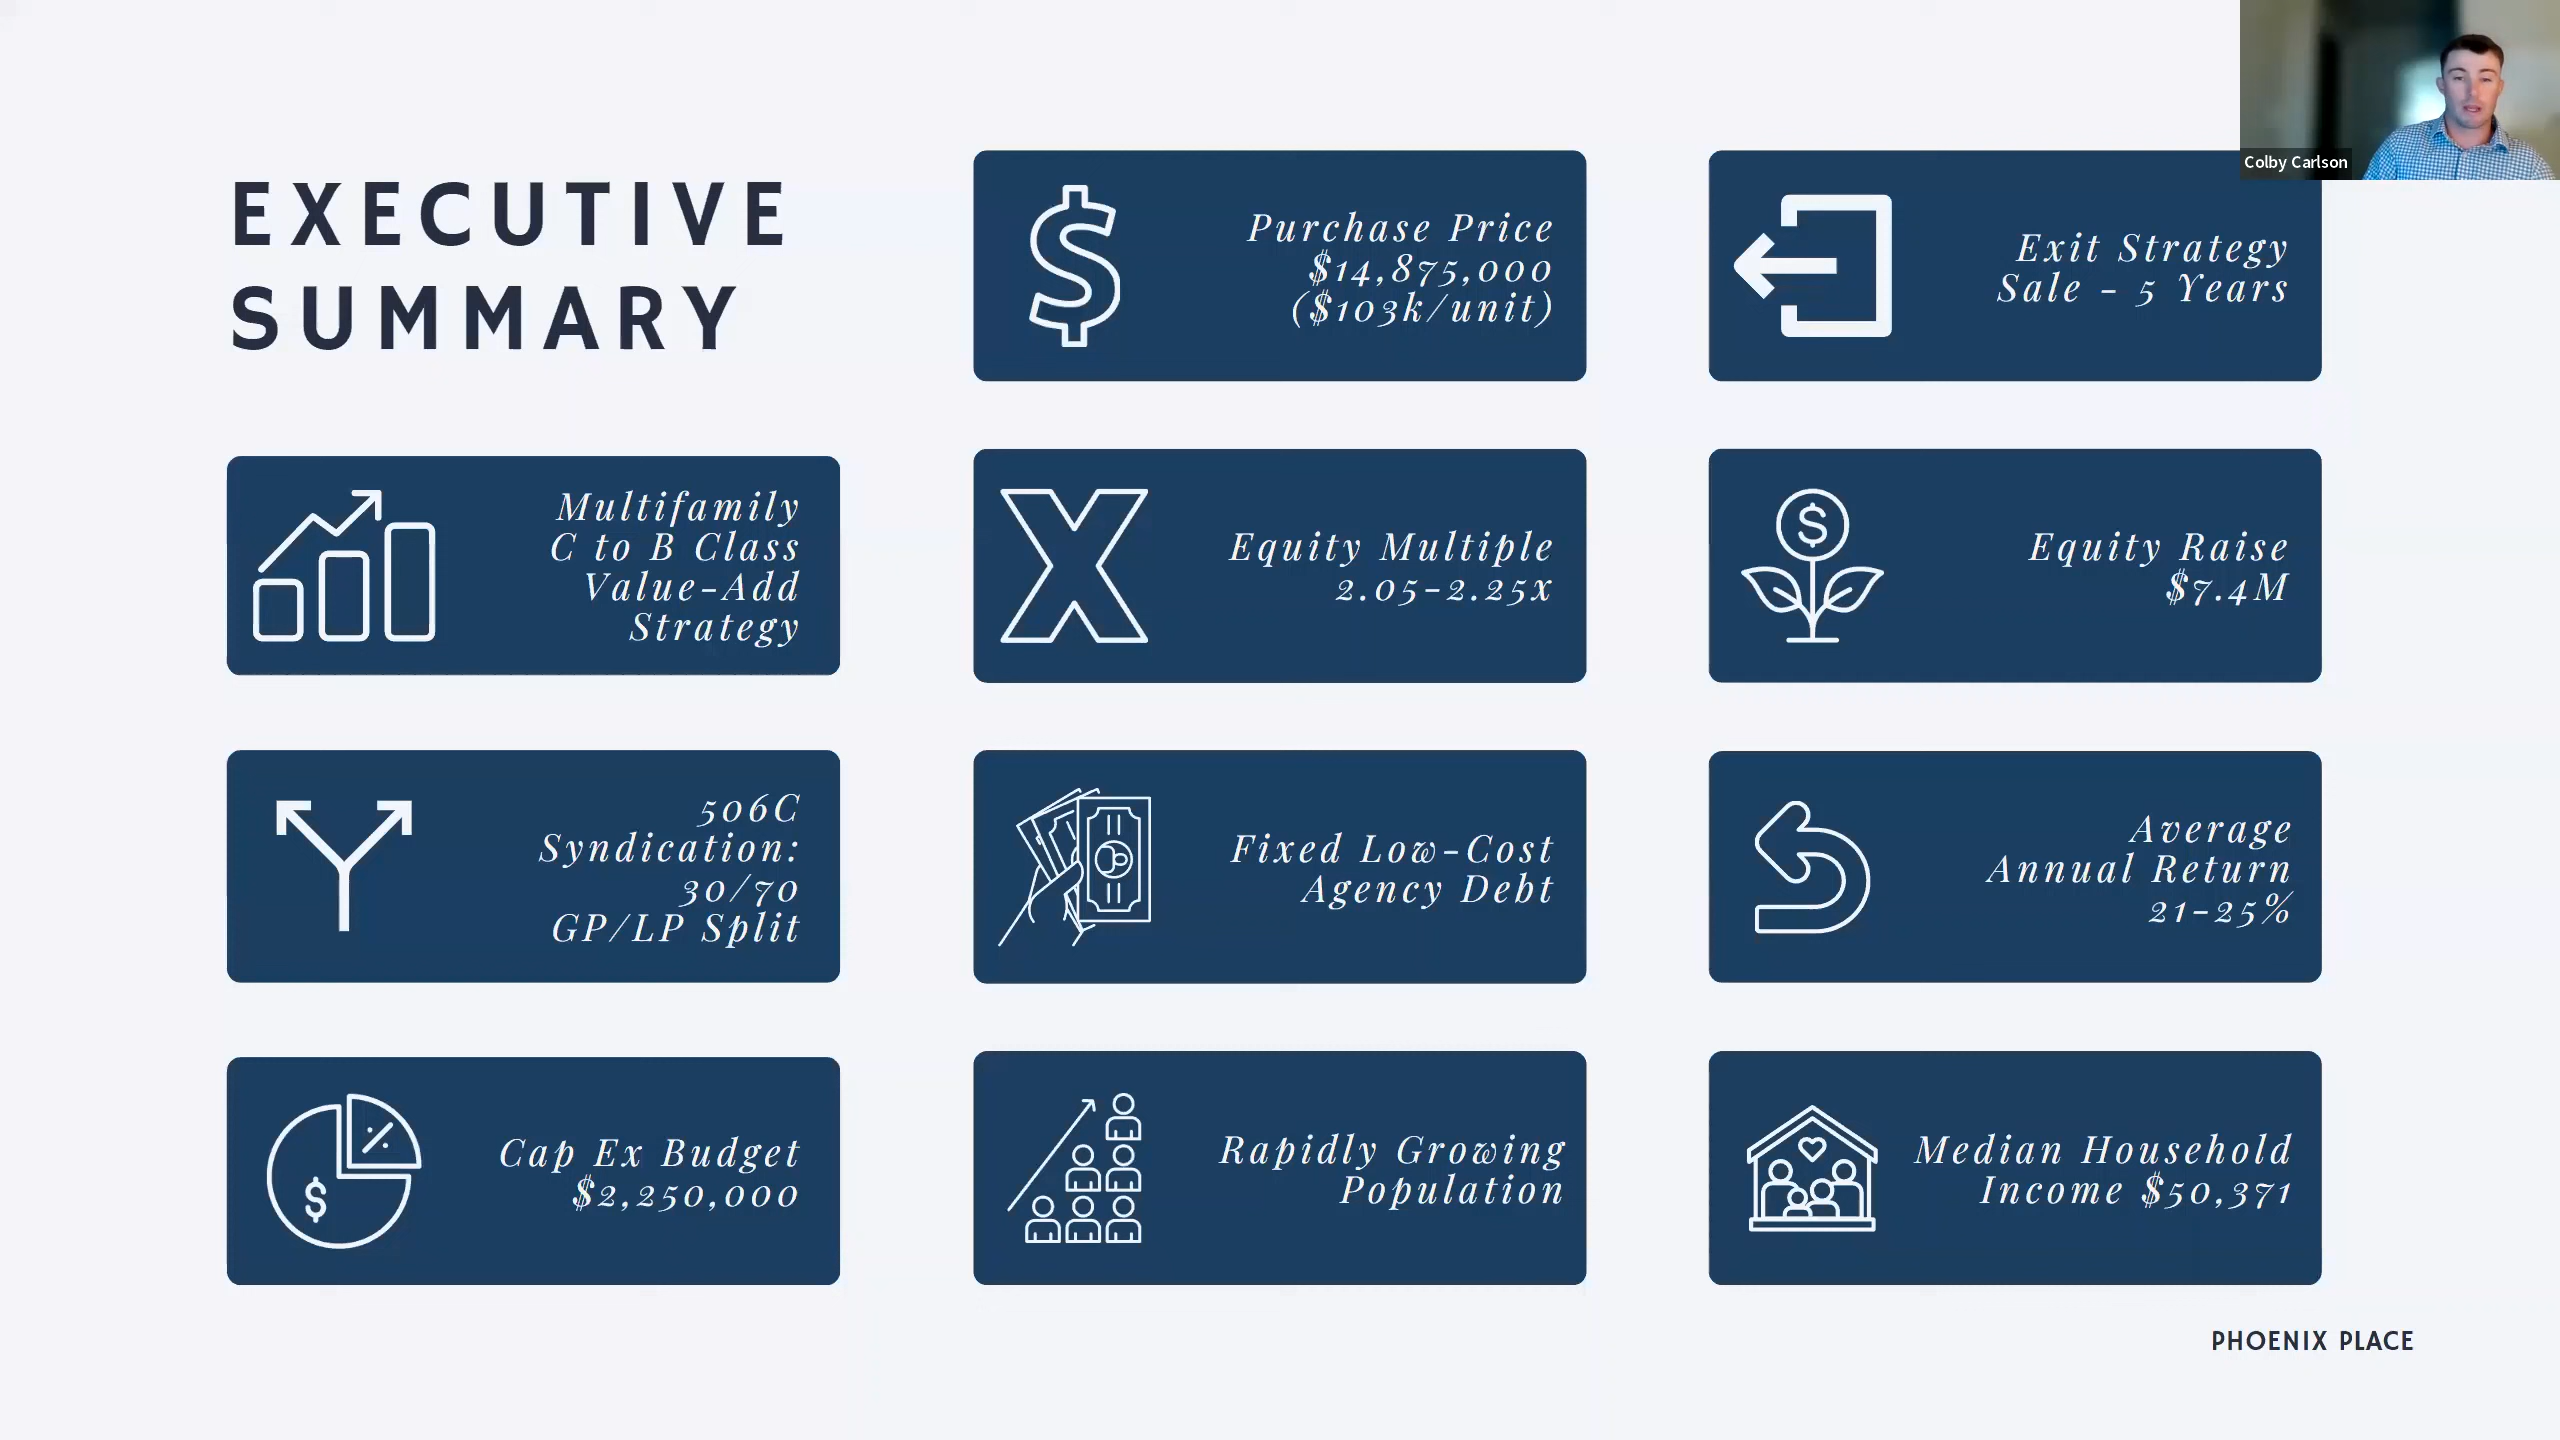 EXECUTIVE
SUMMARY
Purchase Price
$14,875,000
($103k/unit)
Exit Strategy
Sale - 5 Years
Colby Carlson
Multifamily
C to B Class
Value-Add
Strategy
Equity Multiple
2.05-2.25x
Equity Raise
$7.4M
506C
Syndication:
30/70
GP/LP Split
Fixed Low-Cost
Agency Debt
Average
Annual Return
21-25%
Cap Ex Budget
$2,250,000
Rapidly Growing
Population
Median Household
Income $50,371
PHOENIX PLACE